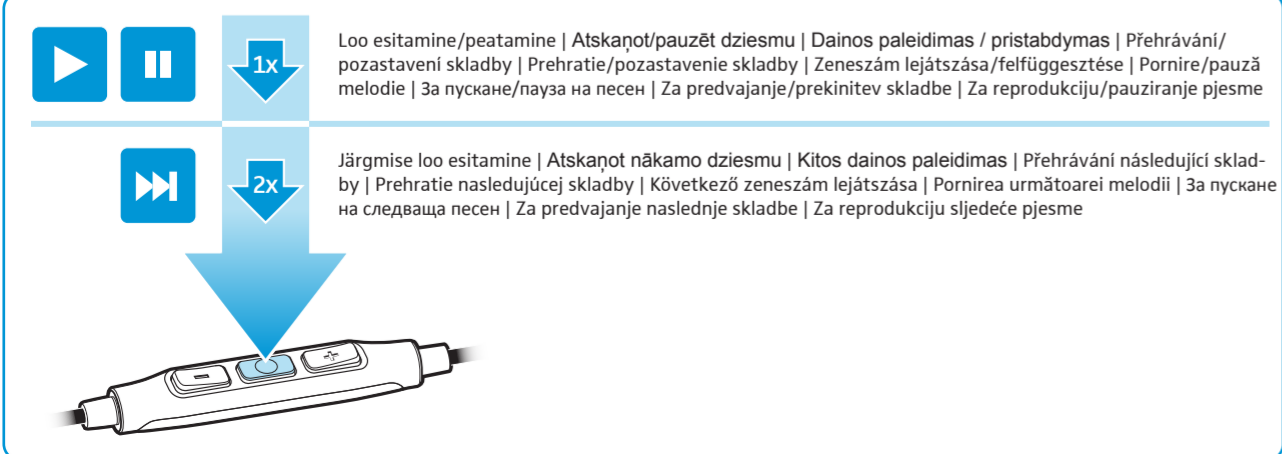 1x
Loo esitamine/peatamine | Atskaņot/pauzēt dziesmu | Dainos paleidimas / pristabdymas | Přehrávání/
pozastavení skladby | Prehratie/pozastavenie skladby | Zeneszám lejátszása/felfüggesztése | Pornire/pauză
melodie | За пускане/пауза на песен | Za predvajanje/prekinitev skladbe | Za reprodukciju/pauziranje pjesme
2x
Järgmise loo esitamine | Atskaņot nākamo dziesmu | Kitos dainos paleidimas | Přehrávání následující sklad-
by | Prehratie nasledujúcej skladby | Következő zeneszám lejátszása | Pornirea următoarei melodii | За пускане
на следваща песен | Za predvajanje naslednje skladbe | Za reprodukciju sljedeće pjesme